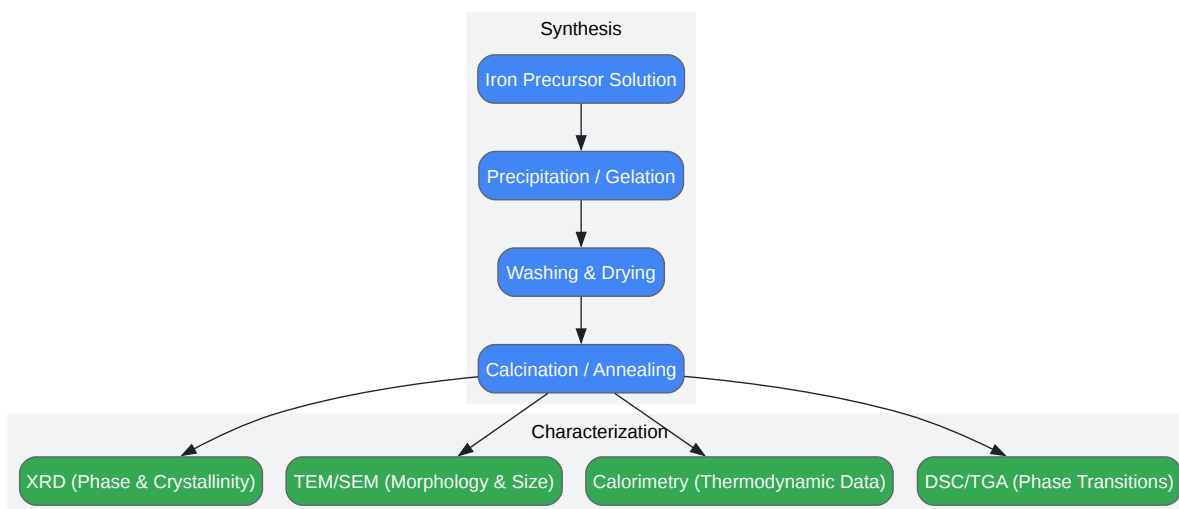 Synthesis
Iron Precursor Solution
Precipitation / Gelation
Washing & Drying
Calcination / Annealing
Characterization
XRD (Phase & Crystallinity)
TEM/SEM (Morphology & Size)
Calorimetry (Thermodynamic Data)
DSC/TGA (Phase Transitions)